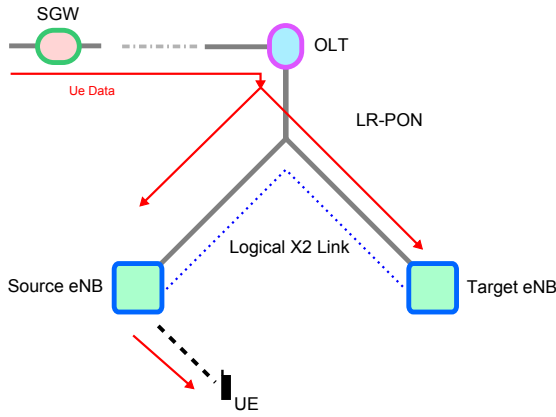 SGW
OLT
Ue Data
LR-PON
Logical X2 Link
Source eNB
Target eNB
UE